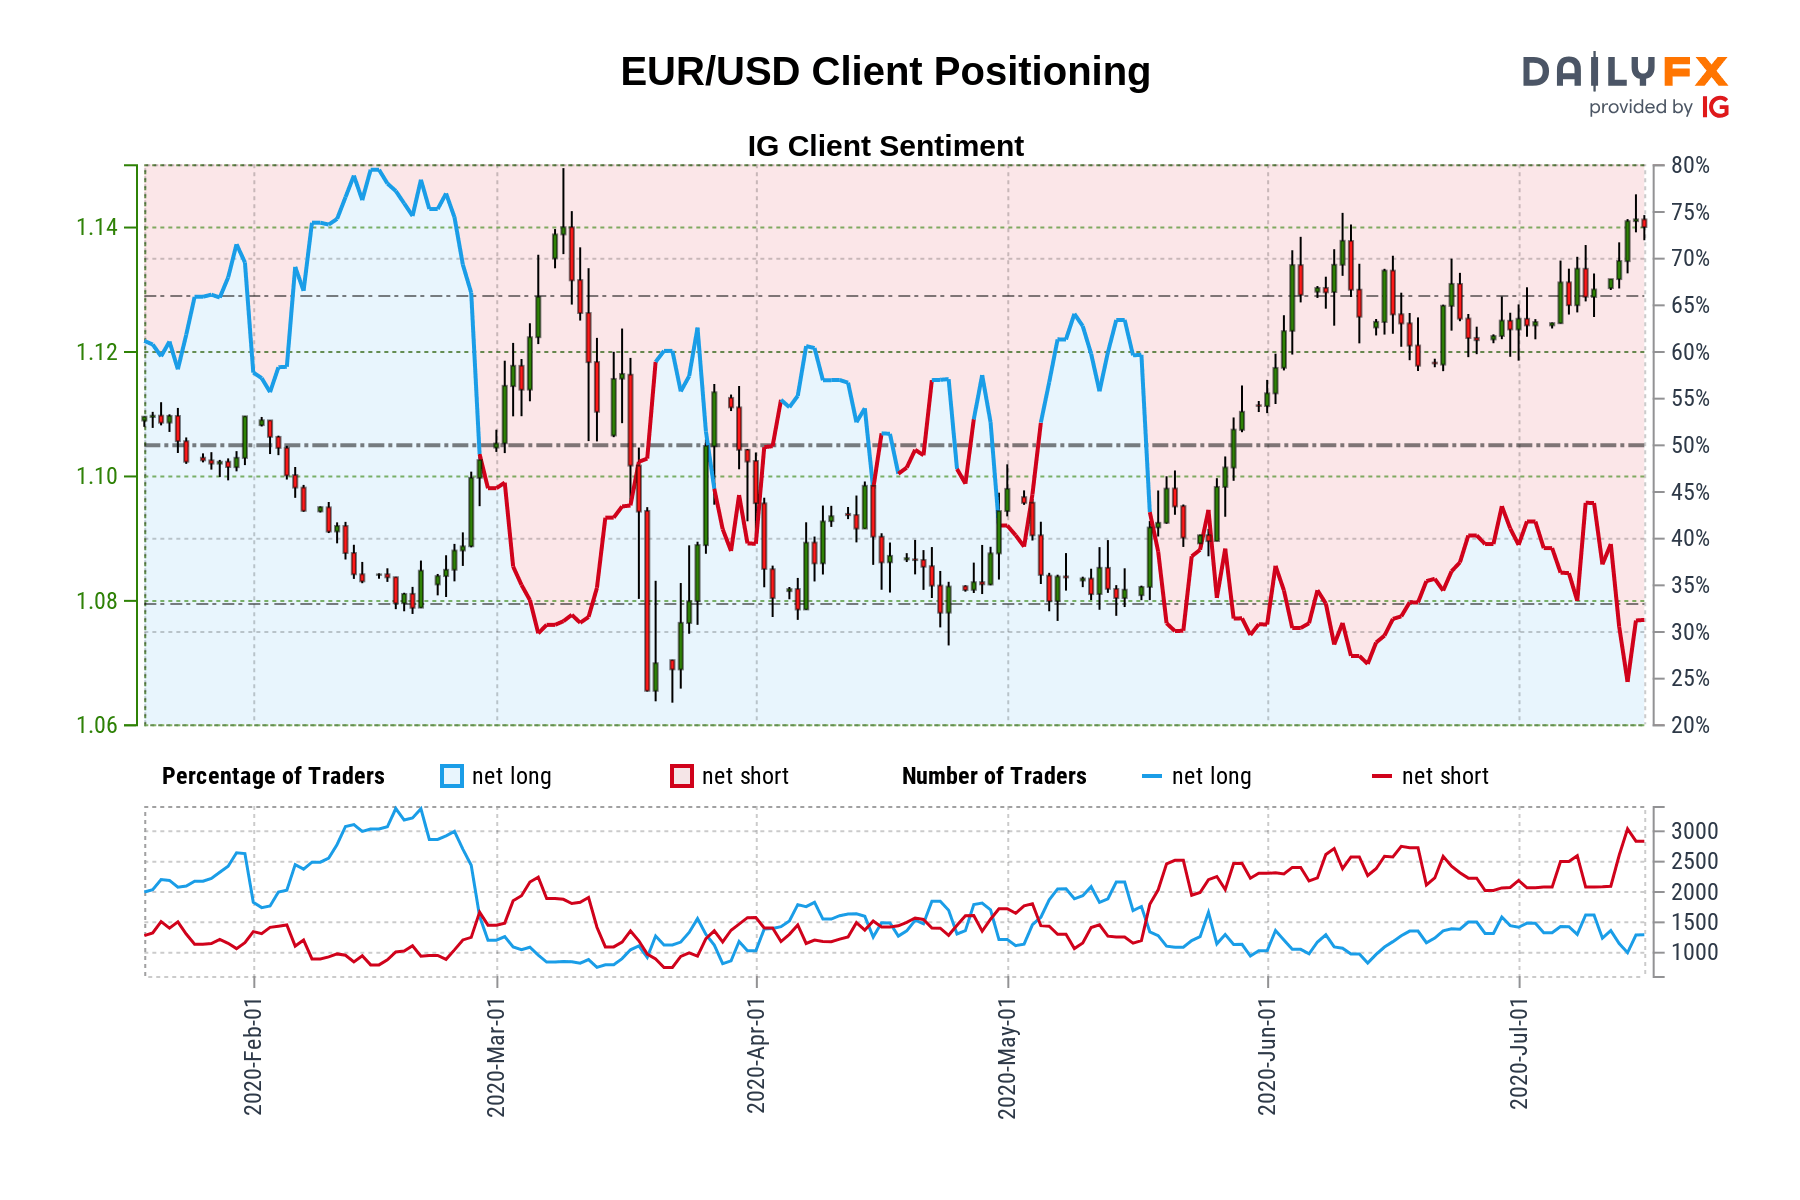 EUR/USD Client Positioning
DAILYFX
provided by IG
IG Client Sentiment
1.14
1.12
1.10
1.08
1.06
80%
75%
70%
65%
60%
55%
50%
45%
40%
35%
30%
25%
20%
Percentage of Traders net long net short Number of Traders net long net short
3000
2500
2000
1500
1000
2020-Feb-01
2020-Mar-01
2020-Apr-01
2020-May-01
2020-Jun-01
2020-Jul-01